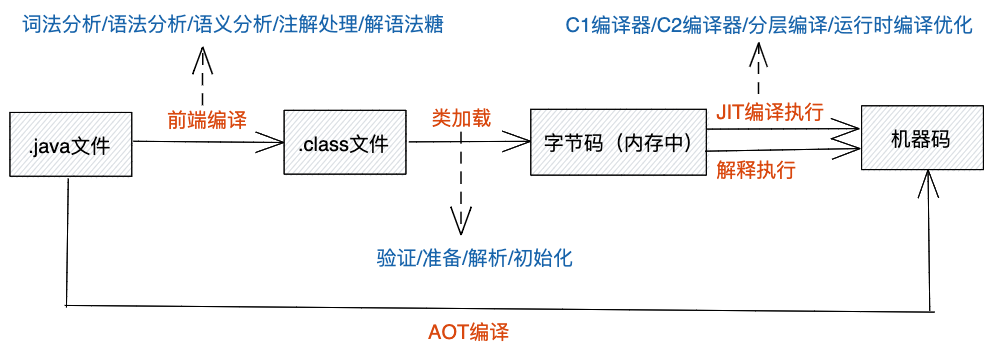 词法分析/语法分析/语义分析/注解处理/解语法糖
C1编译器/C2编译器/分层编译/运行时编译优化
前端编译
类加载
JIT编译执行
.java文件
.class文件
字节码（内存中）
机器码
解释执行
验证/准备/解析/初始化
AOT编译